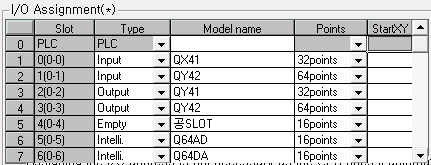 I/O Assignment(*)
Slot Type Model name Points StartXY
0 PLC PLC
1 0(0-0) Input QX41 32points
2 1(0-1) Input QY42 64points
3 2(0-2) Output QY41 32points
4 3(0-3) Output QY42 64points
5 4(0-4) Empty 공SLOT 16points
6 5(0-5) Intelli. Q64AD 16points
7 6(0-6) Intelli. Q64DA 16points